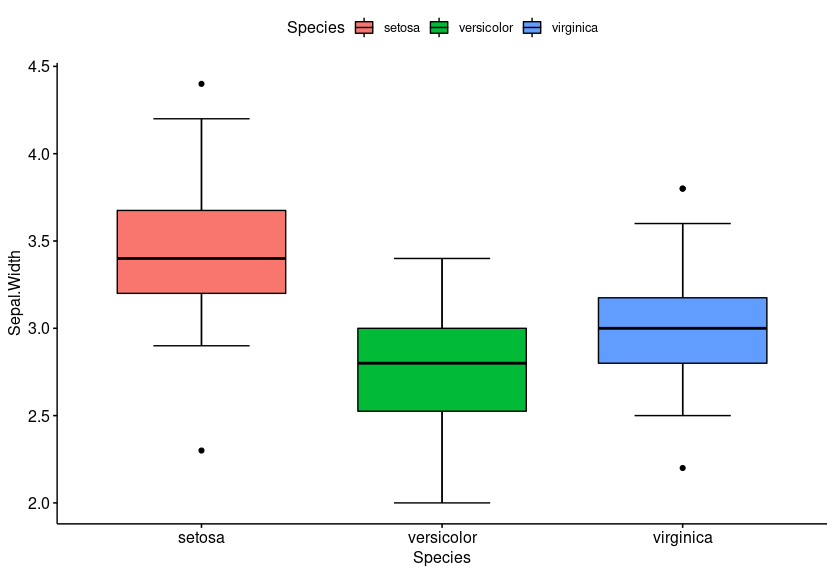 Species setosa versicolor virginica
4.5
4.0
3.5
3.0
2.5
2.0
Sepal.Width
setosa versicolor virginica
Species